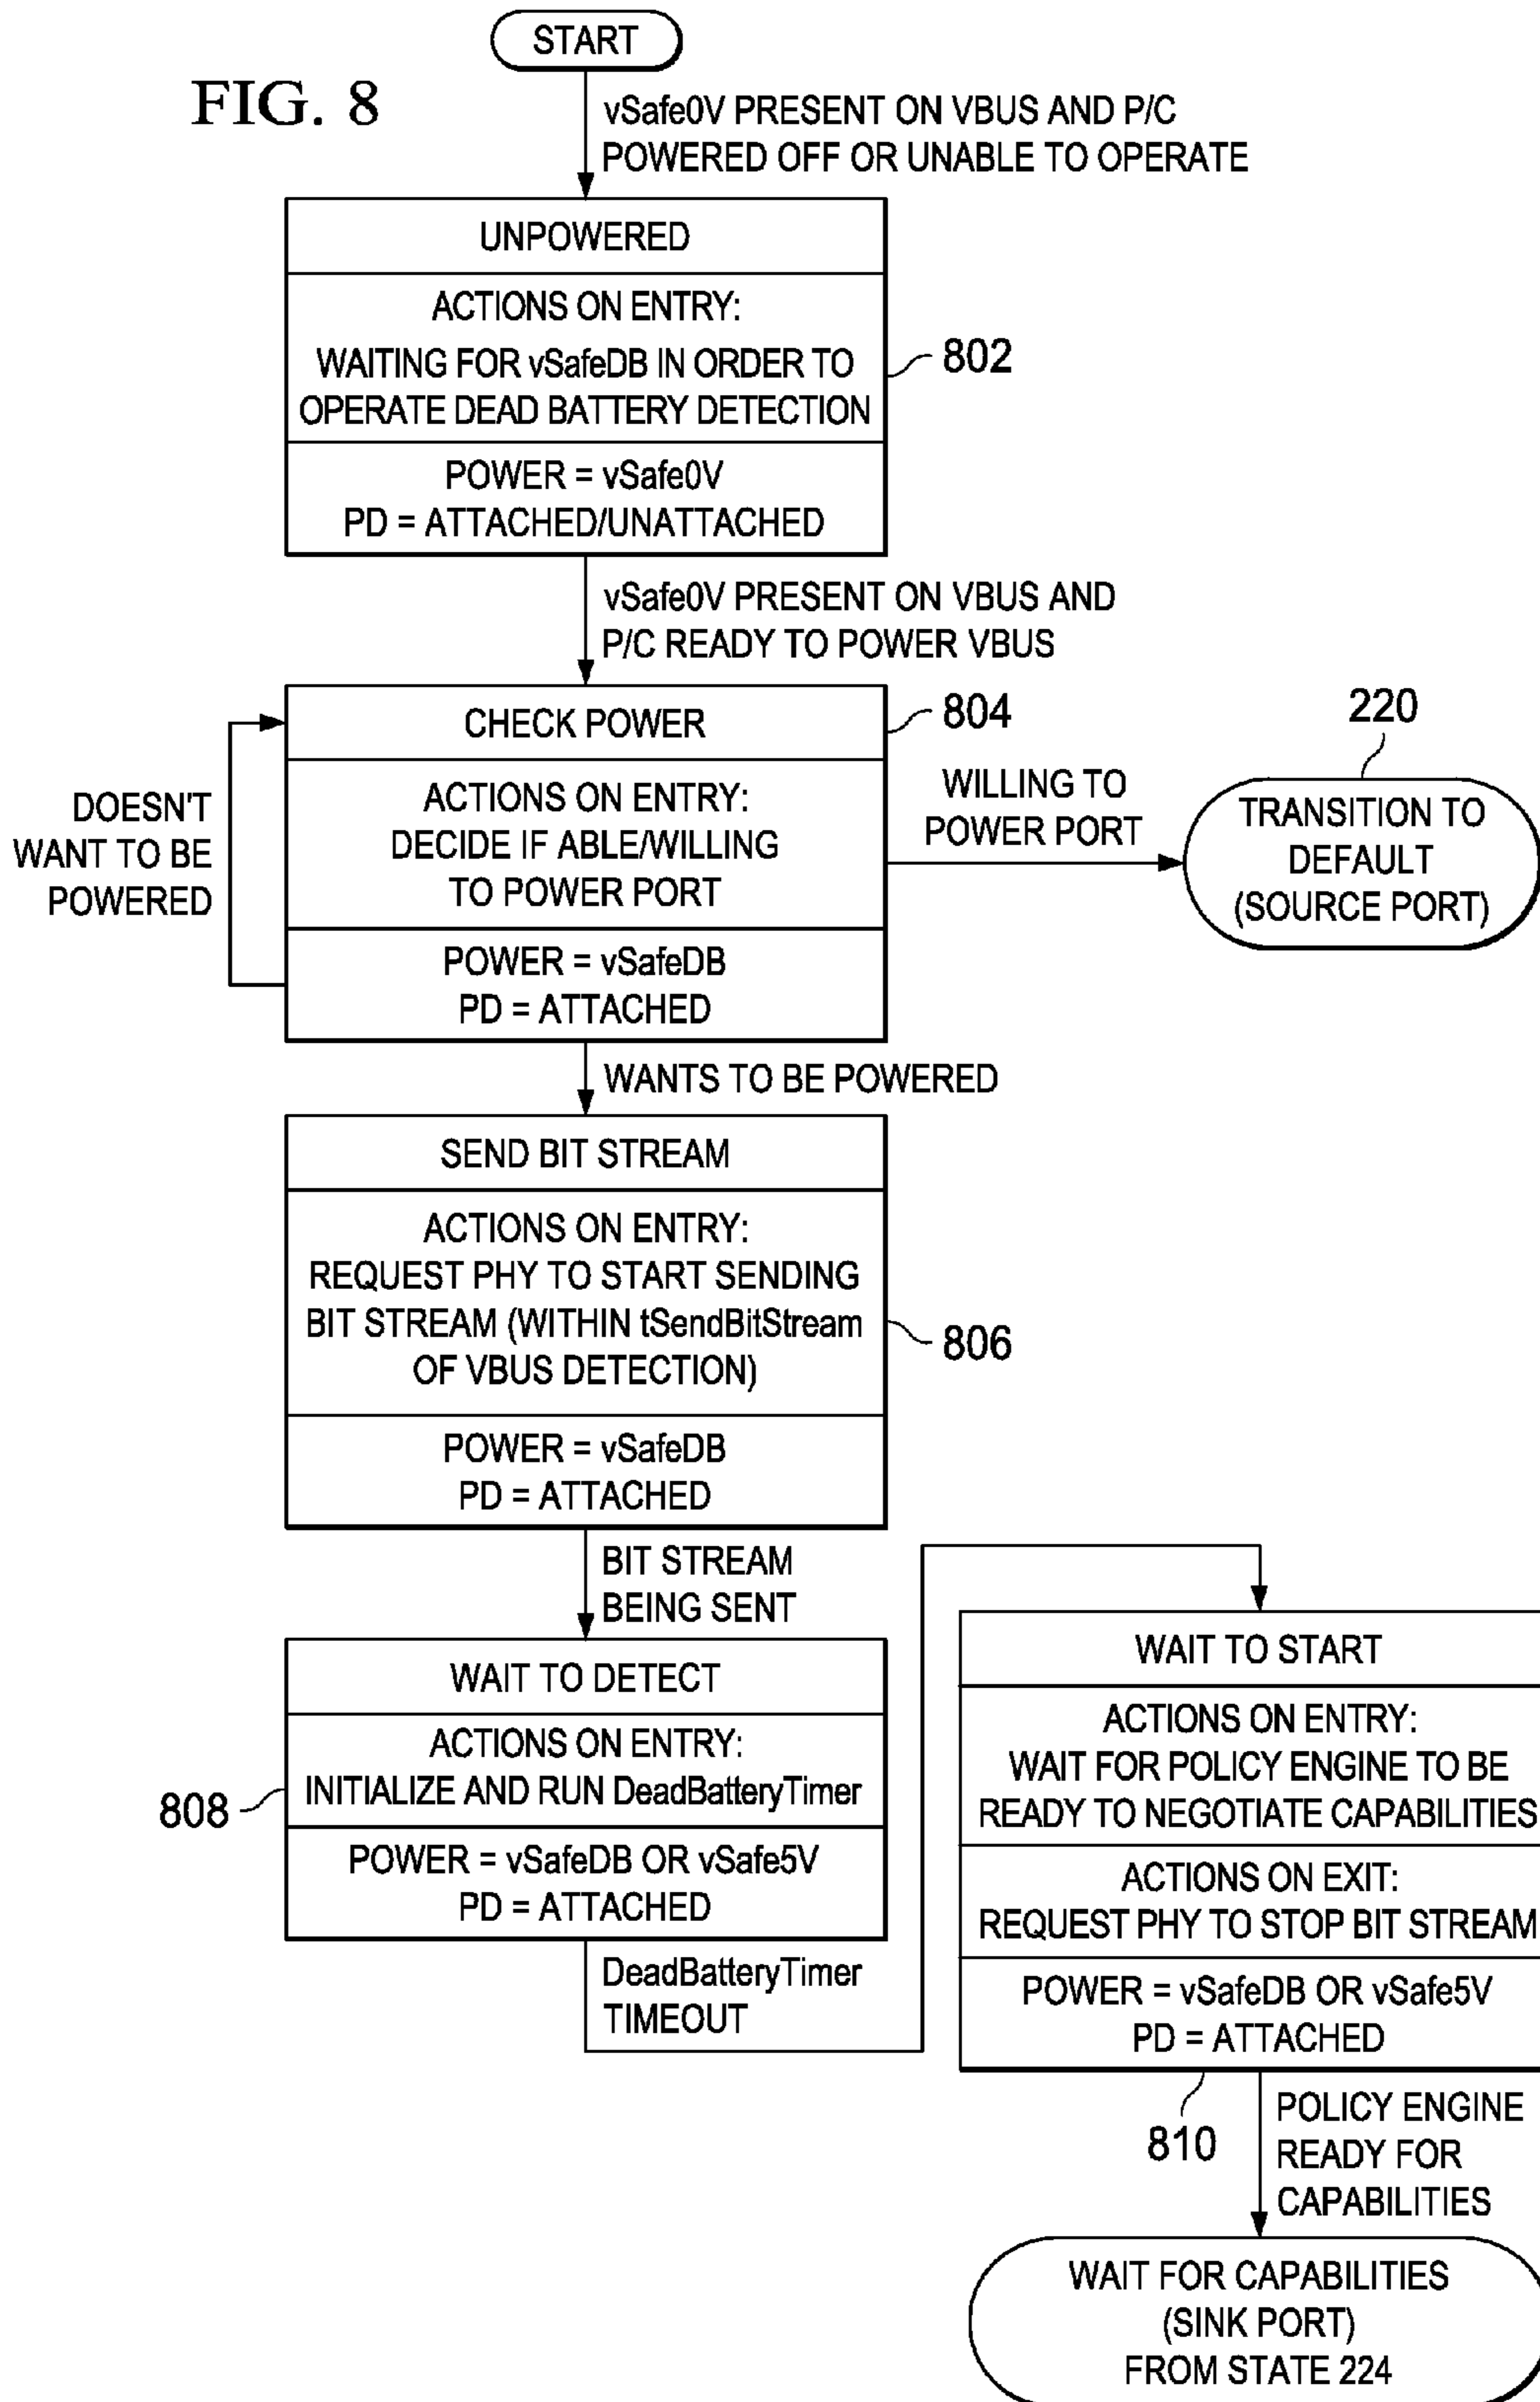 START
FIG. 8
vSafe0V PRESENT ON VBUS AND P/C
POWERED OFF OR UNABLE TO OPERATE
UNPOWERED
ACTIONS ON ENTRY:
WAITING FOR vSafeDB IN ORDER TO
OPERATE DEAD BATTERY DETECTION
802
POWER = vSafe0V
PD = ATTACHED/UNATTACHED
vSafe0V PRESENT ON VBUS AND
P/C READY TO POWER VBUS
CHECK POWER
804
ACTIONS ON ENTRY:
DECIDE IF ABLE/WILLING
TO POWER PORT
POWER = vSafeDB
PD = ATTACHED
DOESN'T
WANT TO BE
POWERED
WILLING TO
POWER PORT
220
TRANSITION TO
DEFAULT
(SOURCE PORT)
WANTS TO BE POWERED
SEND BIT STREAM
ACTIONS ON ENTRY:
REQUEST PHY TO START SENDING
BIT STREAM (WITHIN tSendBitStream
OF VBUS DETECTION)
806
POWER = vSafeDB
PD = ATTACHED
BIT STREAM
BEING SENT
WAIT TO DETECT
ACTIONS ON ENTRY:
INITIALIZE AND RUN DeadBatteryTimer
808
POWER = vSafeDB OR vSafe5V
PD = ATTACHED
DeadBatteryTimer
TIMEOUT
WAIT TO START
ACTIONS ON ENTRY:
WAIT FOR POLICY ENGINE TO BE
READY TO NEGOTIATE CAPABILITIES
ACTIONS ON EXIT:
REQUEST PHY TO STOP BIT STREAM
POWER = vSafeDB OR vSafe5V
PD = ATTACHED
810
POLICY ENGINE
READY FOR
CAPABILITIES
WAIT FOR CAPABILITIES
(SINK PORT)
FROM STATE 224